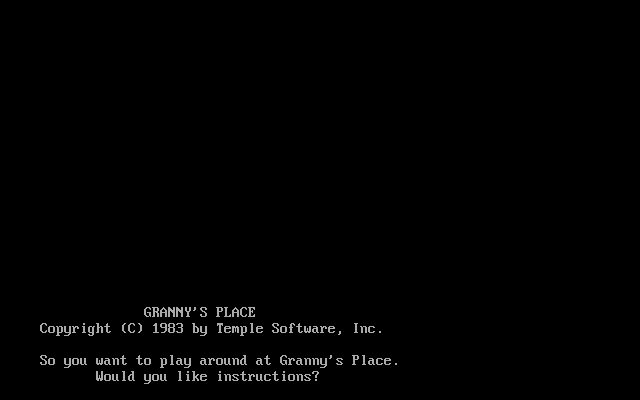 GRANNY'S PLACE
Copyright (C) 1983 by Temple Software, Inc.
So you want to play around at Granny's Place.
Would you like instructions?